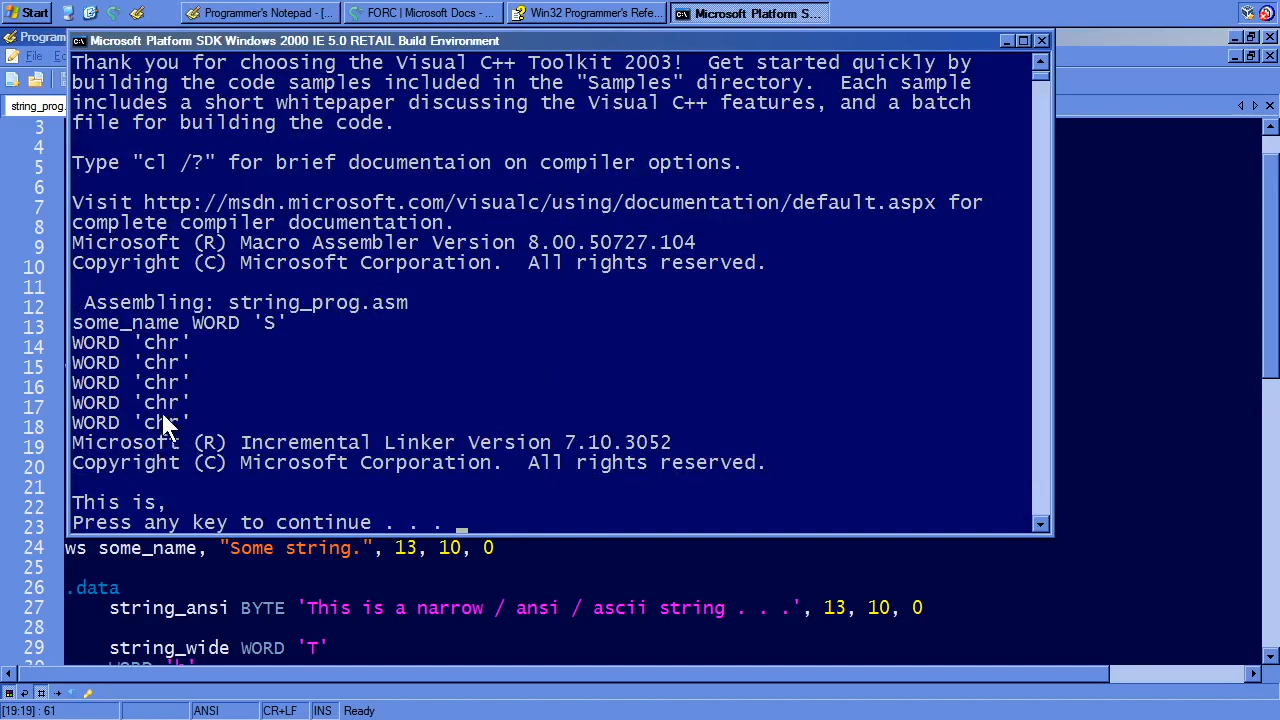 Start
Programmer's Notepad - [...
FORC | Microsoft Docs - ...
Win32 Programmer's Refe...
Microsoft Platform S...
Program
Microsoft Platform SDK Windows 2000 IE 5.0 RETAIL Build Environment
File
string_prog.
Thank you for choosing the Visual C++ Toolkit 2003!  Get started quickly by
building the code samples included in the "Samples" directory.  Each sample
includes a short whitepaper discussing the Visual C++ features, and a batch
file for building the code.
Type "cl /?" for brief documentaion on compiler options.
Visit http://msdn.microsoft.com/visualc/using/documentation/default.aspx for
complete compiler documentation.
Microsoft (R) Macro Assembler Version 8.00.50727.104
Copyright (C) Microsoft Corporation.  All rights reserved.
Assembling: string_prog.asm
some_name WORD 'S'
WORD 'chr'
WORD 'chr'
WORD 'chr'
WORD 'chr'
WORD 'chr'
Microsoft (R) Incremental Linker Version 7.10.3052
Copyright (C) Microsoft Corporation.  All rights reserved.
This is,
Press any key to continue . . .
3
4
5
6
7
8
9
10
11
12
13
14
15
16
17
18
19
20
21
22
23
24 ws some_name, "Some string.", 13, 10, 0
25
26 .data
27 string_ansi BYTE 'This is a narrow / ansi / ascii string . . .', 13, 10, 0
28
29 string_wide WORD 'T'
30 WORD 'h'
[19:19] : 61
ANSI
CR+LF
INS
Ready